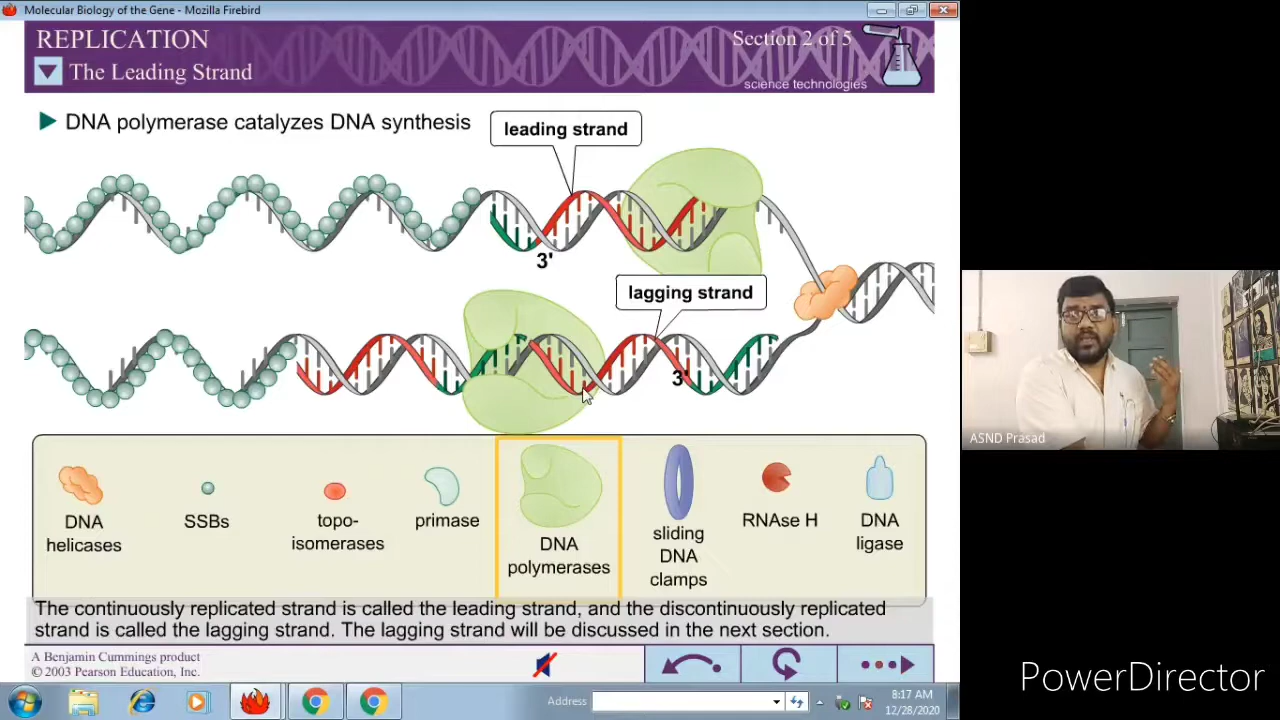 Molecular Biology of the Gene - Mozilla Firebird
REPLICATION
Section 2 of 5
The Leading Strand
science technologies
DNA polymerase catalyzes DNA synthesis
leading strand
3'
lagging strand
3'
DNA
helicases
SSBs
topo-
isomerases
primase
DNA
polymerases
sliding
DNA
clamps
RNAse H
DNA
ligase
The continuously replicated strand is called the leading strand, and the discontinuously replicated
strand is called the lagging strand. The lagging strand will be discussed in the next section.
A Benjamin Cummings product
© 2003 Pearson Education, Inc.
Address
8:17 AM
12/28/2020
ASND Prasad
PowerDirector